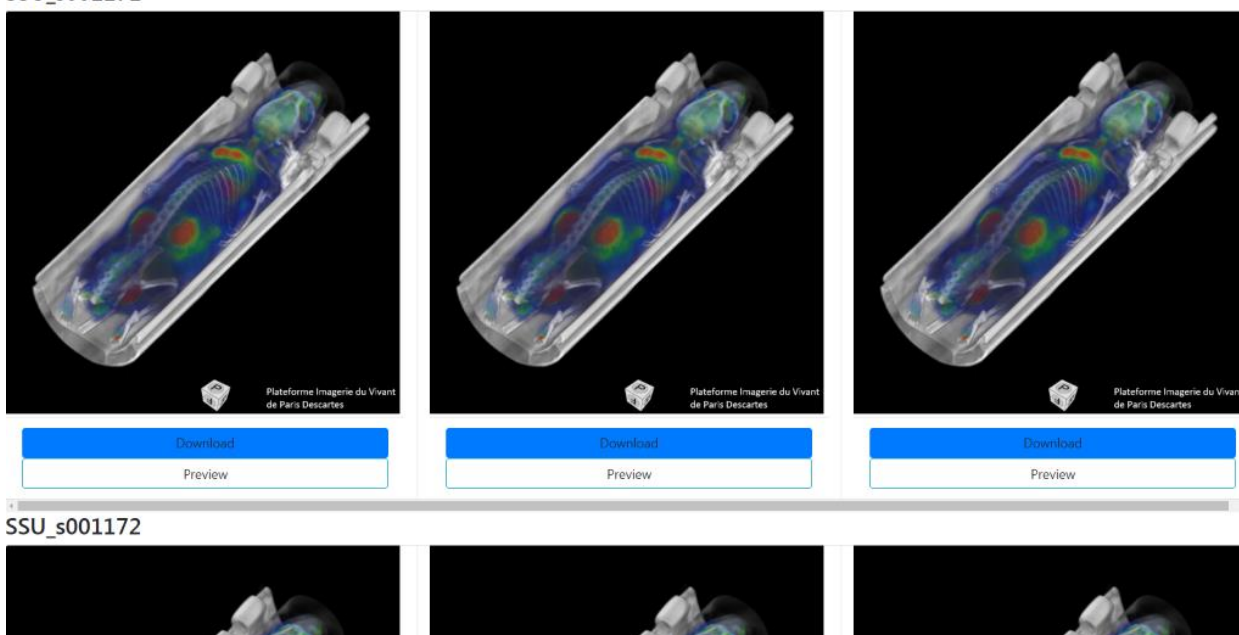 Plateforme Imagerie du Vivant
de Paris Descartes
Plateforme Imagerie du Vivant
de Paris Descartes
Plateforme Imagerie du Vivant
de Paris Descartes
Download
Download
Download
Preview
Preview
Preview
SSU_s001172